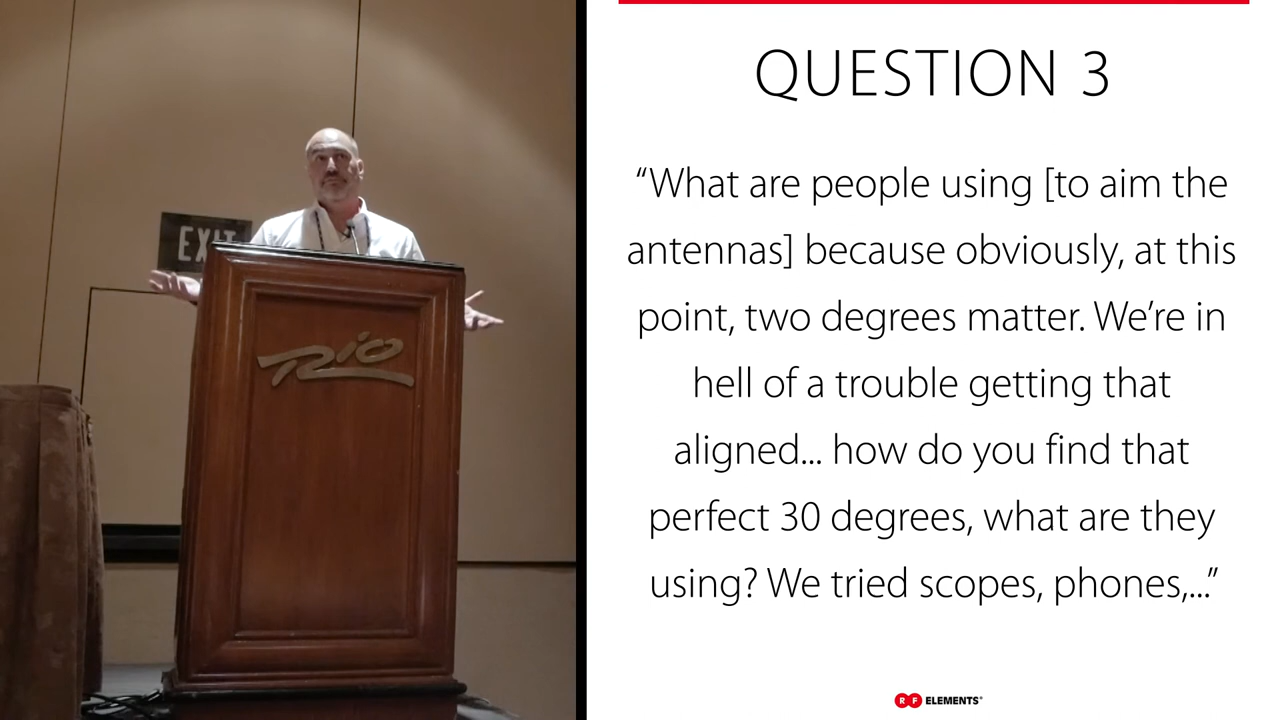 EXIT
Rio
QUESTION 3
“What are people using [to aim the
antennas] because obviously, at this
point, two degrees matter. We’re in
hell of a trouble getting that
aligned... how do you find that
perfect 30 degrees, what are they
using? We tried scopes, phones,...”
RF ELEMENTS®